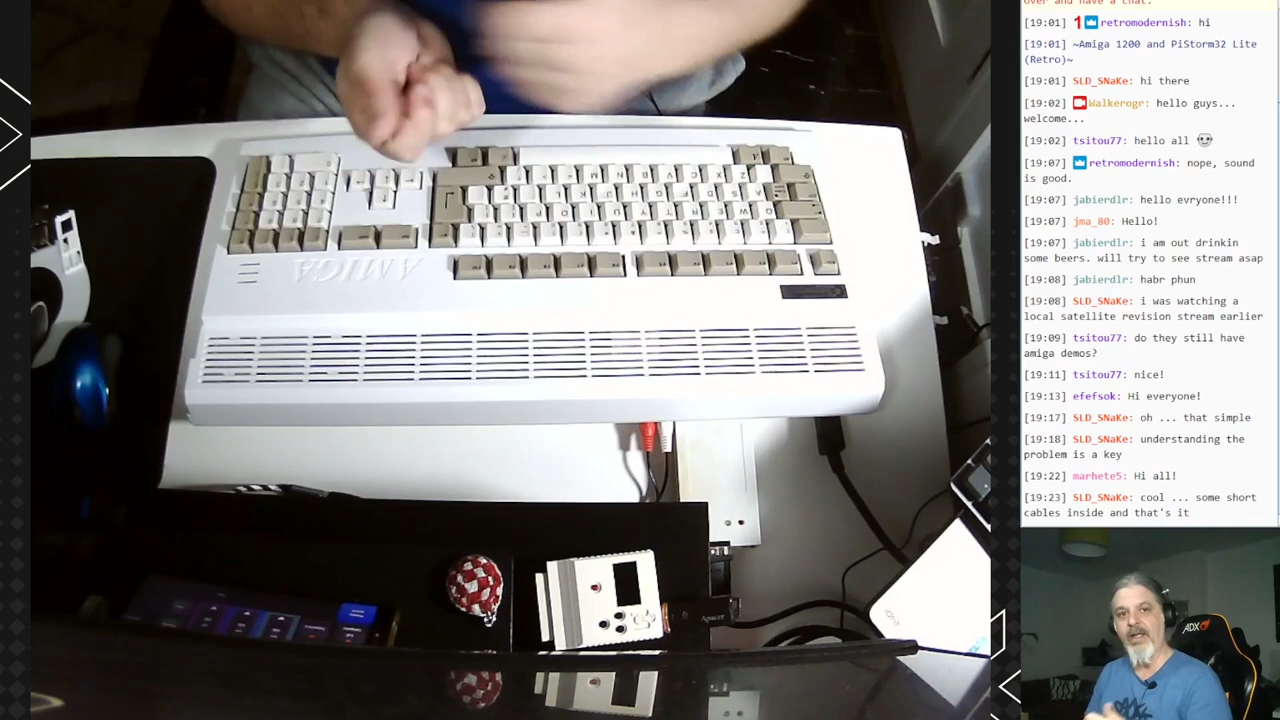 over and have a chat.
[19:01] 1 retromodernish: hi
[19:01] ~Amiga 1200 and PiStorm32 Lite
(Retro)~
[19:01] SLD_SNaKe: hi there
[19:02] Walkerogr: hello guys...
welcome...
[19:02] tsitou77: hello all
[19:07] retromodernish: nope, sound
is good.
[19:07] jabierdlr: hello evryone!!!
[19:07] jma_80: Hello!
[19:07] jabierdlr: i am out drinkin
some beers. will try to see stream asap
[19:08] jabierdlr: habr phun
[19:08] SLD_SNaKe: i was watching a
local satellite revision stream earlier
[19:09] tsitou77: do they still have
amiga demos?
[19:11] tsitou77: nice!
[19:13] efefsok: Hi everyone!
[19:17] SLD_SNaKe: oh ... that simple
[19:18] SLD_SNaKe: understanding the
problem is a key
[19:22] marhete5: Hi all!
[19:23] SLD_SNaKe: cool ... some short
cables inside and that's it
AMIGA
M N B V C X Z
P O I U Y T R E W Q
Apacer
ADX